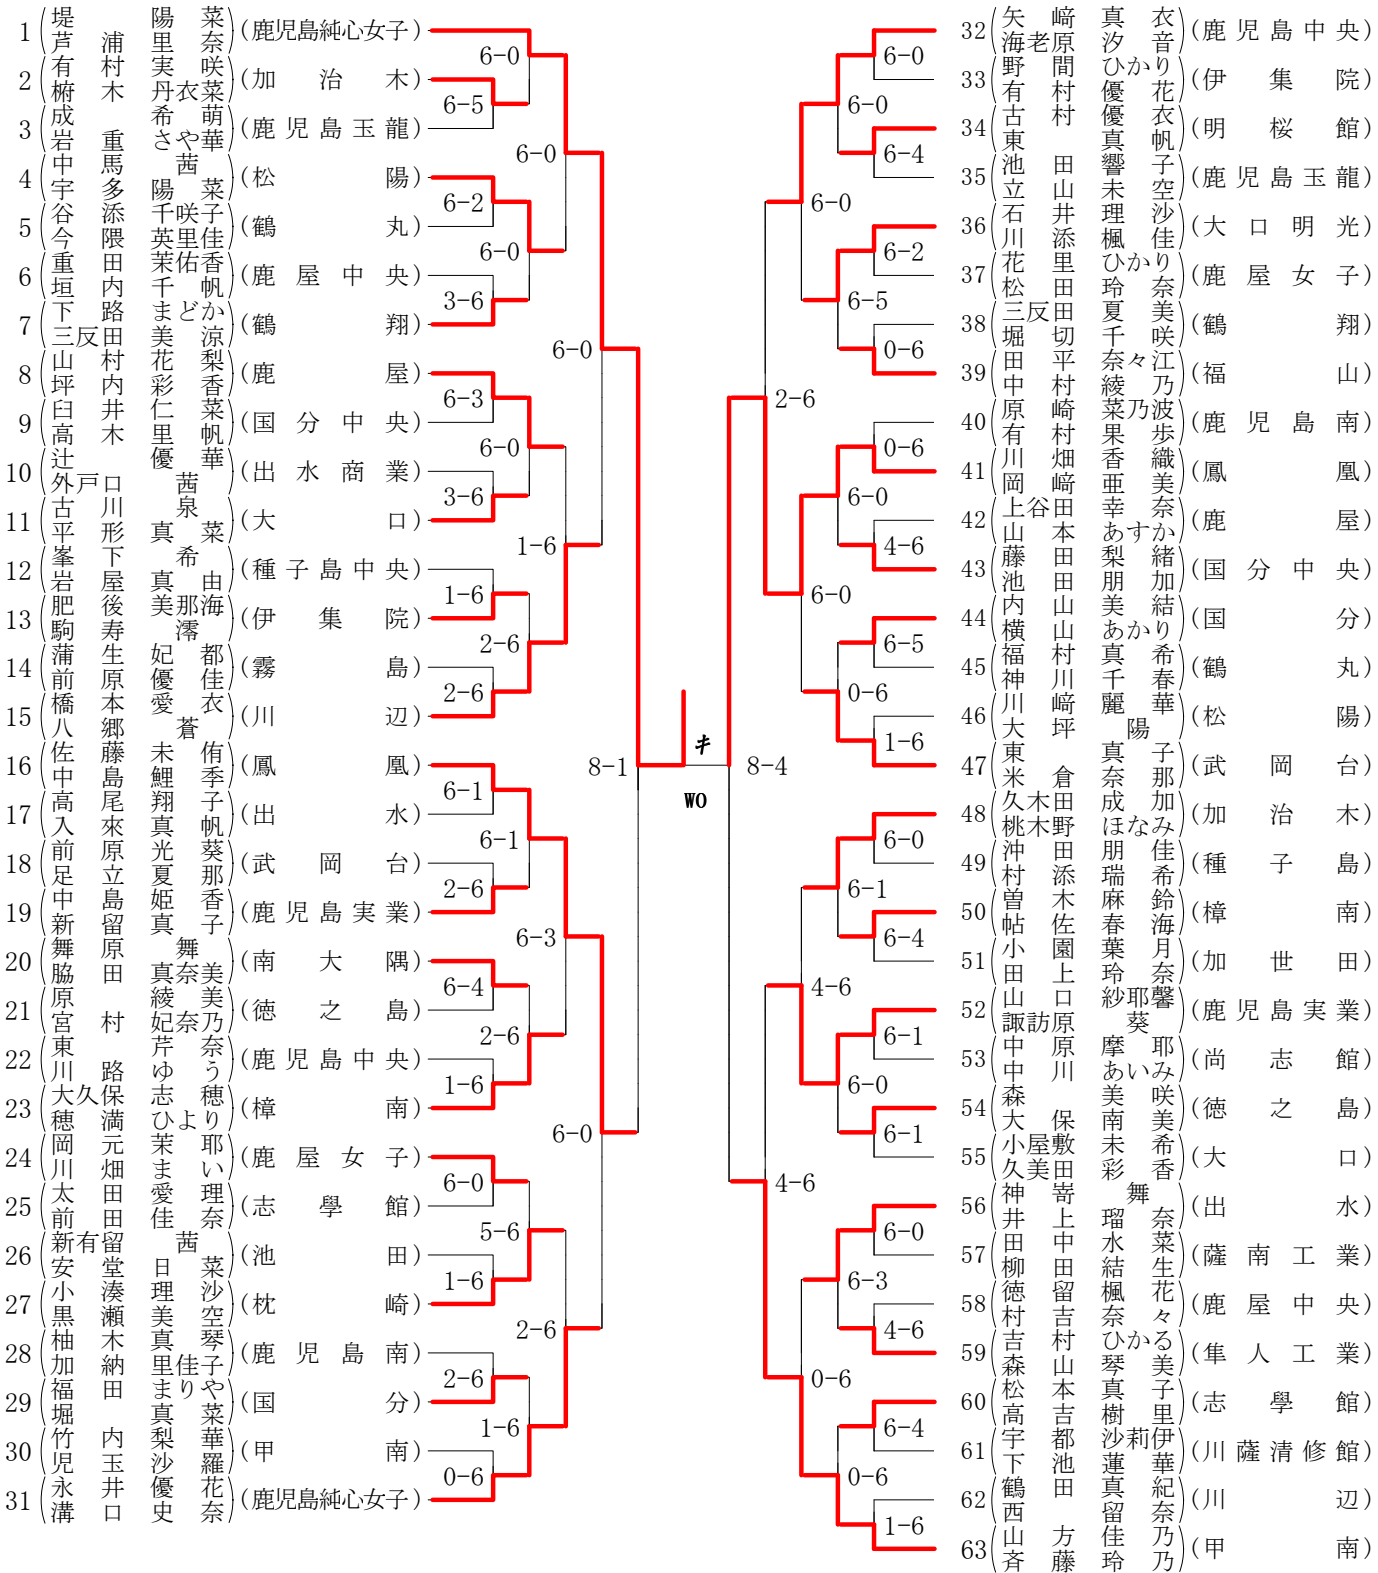 1 堤 陽菜 芦浦 里奈 (鹿児島純心女子)
2 有村 実咲 椨木 丹衣菜 (加治木)
3 成 希萌 岩重 さや華 (鹿児島玉龍)
4 中馬 茜 宇多 陽菜 (松陽)
5 谷添 千咲子 今隈 英里佳 (鶴丸)
6 重田 茉佑香 垣内 千帆 (鹿屋中央)
7 下路 まどか 三反田 美涼 (鶴翔)
8 山村 花梨 坪内 彩香 (鹿屋)
9 臼井 仁菜 高木 里帆 (国分中央)
10 辻 優華 外戸口 茜 (出水商業)
11 古川 泉 平形 真菜 (大口)
12 峯下 希 岩屋 真由 (種子島中央)
13 肥後 美那海 駒寿 澪 (伊集院)
14 蒲生 妃都 前原 優佳 (霧島)
15 橋本 愛衣 八郷 蒼 (川辺)
16 佐藤 未侑 中島 鯉季 (鳳凰)
17 高尾 翔子 入來 真帆 (出水)
18 前原 光葵 足立 夏那 (武岡台)
19 中島 姫香 新留 真子 (鹿児島実業)
20 舞原 舞 脇田 真奈美 (南大隅)
21 原 綾美 宮村 妃奈乃 (徳之島)
22 東 芹奈 川路 ゆう (鹿児島中央)
23 大久保 志穂 穂満 ひより (樟南)
24 岡元 茉耶 川畑 まい (鹿屋女子)
25 太田 愛理 前田 佳奈 (志學館)
26 新有留 茜 安堂 日菜 (池田)
27 小湊 理沙 黒瀬 美空 (枕崎)
28 柚木 真琴 加納 里佳子 (鹿児島南)
29 福田 まりや 堀 真菜 (国分)
30 竹内 梨華 児玉 沙羅 (甲南)
31 永井 優花 溝口 史奈 (鹿児島純心女子)
6-0
6-5
6-0
6-2
6-0
3-6
6-0
6-3
6-0
3-6
1-6
1-6
2-6
2-6
8-1
6-1
6-1
2-6
6-3
6-4
2-6
1-6
6-0
6-0
5-6
1-6
2-6
2-6
1-6
0-6
キ
W0
32 矢﨑 真衣 海老原 汐音 (鹿児島中央)
33 野間 ひかり 有村 優花 (伊集院)
34 古村 優衣 東 真帆 (明桜館)
35 池田 響子 立山 未空 (鹿児島玉龍)
36 石井 理沙 川添 楓佳 (大口明光)
37 花里 ひかり 松田 玲奈 (鹿屋女子)
38 三反田 夏美 堀切 千咲 (鶴翔)
39 田平 奈々江 中村 綾乃 (福山)
40 原崎 菜乃波 有村 果歩 (鹿児島南)
41 川畑 香織 岡﨑 亜美 (鳳凰)
42 上谷田 幸奈 山本 あすか (鹿屋)
43 藤田 梨緒 池田 朋加 (国分中央)
44 内山 美結 横山 あかり (国分)
45 福村 真希 神川 千春 (鶴丸)
46 川﨑 麗華 大坪 陽 (松陽)
47 東 真子 米倉 奈那 (武岡台)
48 久木田 成加 桃木野 ほなみ (加治木)
49 沖田 朋佳 村添 瑞希 (種子島)
50 曽木 麻鈴 帖佐 春海 (樟南)
51 小園 葉月 田上 玲奈 (加世田)
52 山口 紗耶馨 諏訪原 葵 (鹿児島実業)
53 中原 摩耶 中川 あいみ (尚志館)
54 森 美咲 大保 南美 (徳之島)
55 小屋敷 未希 久美田 彩香 (大口)
56 神嵜 舞 井上 瑠奈 (出水)
57 田中 水菜 柳田 結生 (薩南工業)
58 徳留 楓花 村吉 奈々 (鹿屋中央)
59 吉村 ひかる 森山 琴美 (隼人工業)
60 松本 真子 高吉 樹里 (志學館)
61 宇都 沙莉伊 下池 蓮華 (川薩清修館)
62 鶴田 真紀 西 留奈 (川辺)
63 山方 佳乃 斉藤 玲乃 (甲南)
6-0
6-0
6-4
6-0
6-2
6-5
0-6
2-6
0-6
6-0
4-6
6-0
6-5
0-6
1-6
8-4
6-0
6-1
6-4
4-6
6-1
6-0
6-1
4-6
6-0
6-3
4-6
0-6
6-4
0-6
1-6